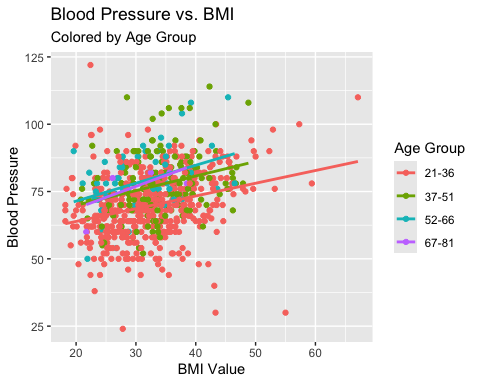 Blood Pressure vs. BMI
Colored by Age Group
125
100
75
50
25
Blood Pressure
20
30
40
50
60
BMI Value
Age Group
21-36
37-51
52-66
67-81